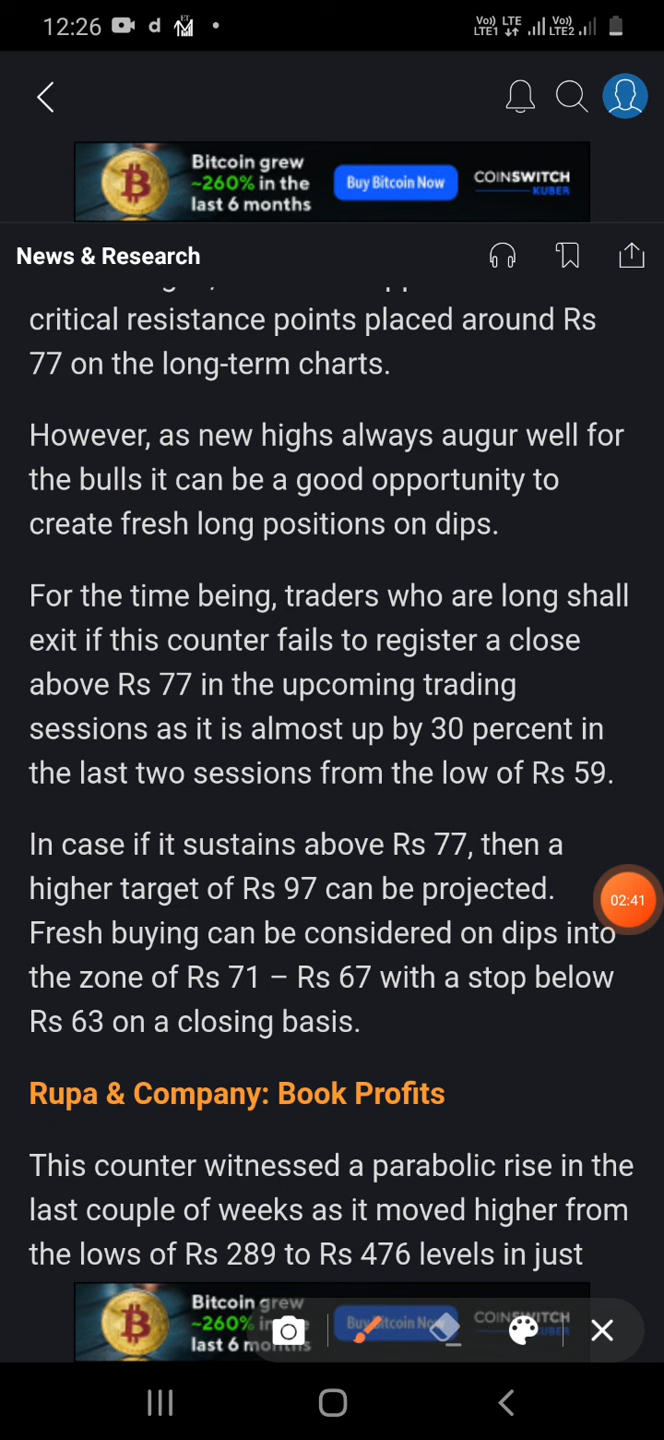 12:26 d
Vo) LTE Vo)
LTE1 LTE2
Bitcoin grew
~260% in the
last 6 months
Buy Bitcoin Now
COINSWITCH
KUBER
News & Research
critical resistance points placed around Rs
77 on the long-term charts.
However, as new highs always augur well for
the bulls it can be a good opportunity to
create fresh long positions on dips.
For the time being, traders who are long shall
exit if this counter fails to register a close
above Rs 77 in the upcoming trading
sessions as it is almost up by 30 percent in
the last two sessions from the low of Rs 59.
In case if it sustains above Rs 77, then a
higher target of Rs 97 can be projected.
02:41
Fresh buying can be considered on dips into
the zone of Rs 71 – Rs 67 with a stop below
Rs 63 on a closing basis.
Rupa & Company: Book Profits
This counter witnessed a parabolic rise in the
last couple of weeks as it moved higher from
the lows of Rs 289 to Rs 476 levels in just
Bitcoin grew
~260% in
last 6 months
Buy Bitcoin Now
COINSWITCH
KUBER